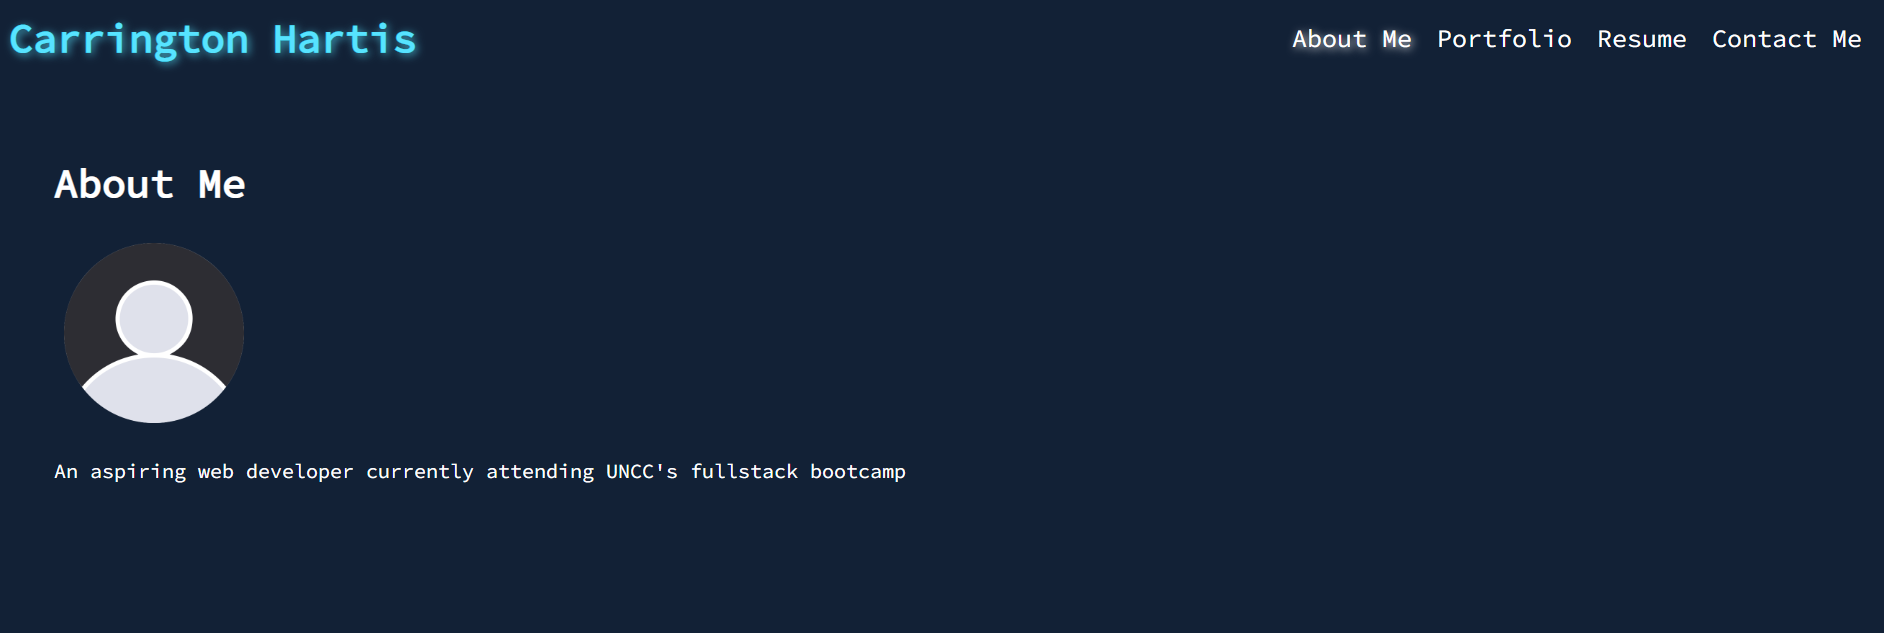 Carrington Hartis
About Me Portfolio Resume Contact Me
About Me
An aspiring web developer currently attending UNCC's fullstack bootcamp